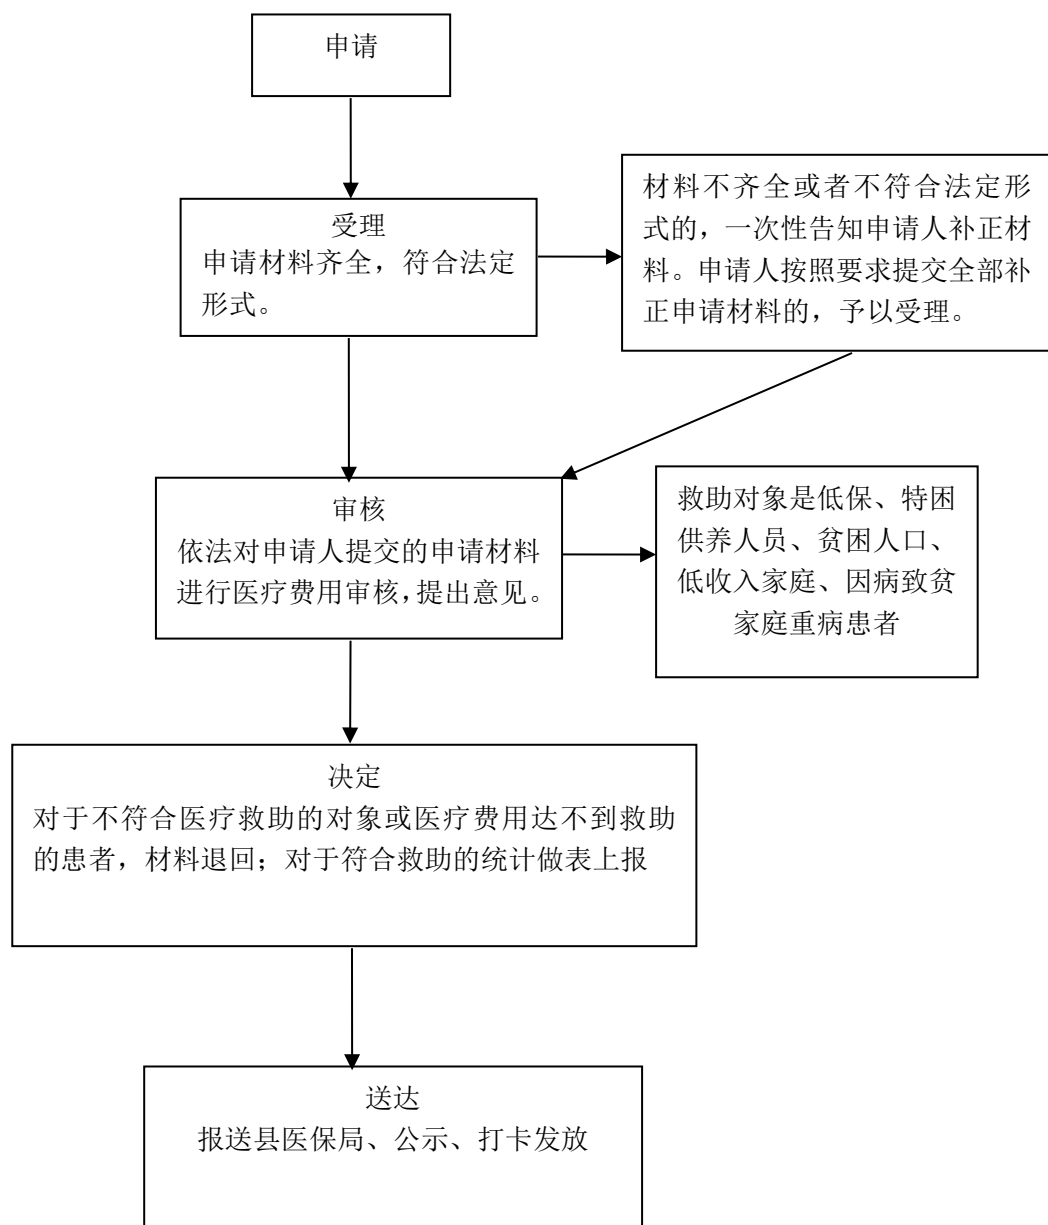 申请
受理
申请材料齐全，符合法定
形式。
材料不齐全或者不符合法定形
式的，一次性告知申请人补正材
料。申请人按照要求提交全部补
正申请材料的，予以受理。
审核
依法对申请人提交的申请材料
进行医疗费用审核，提出意见。
救助对象是低保、特困
供养人员、贫困人口、
低收入家庭、因病致贫
家庭重病患者
决定
对于不符合医疗救助的对象或医疗费用达不到救助
的患者，材料退回；对于符合救助的统计做表上报
送达
报送县医保局、公示、打卡发放